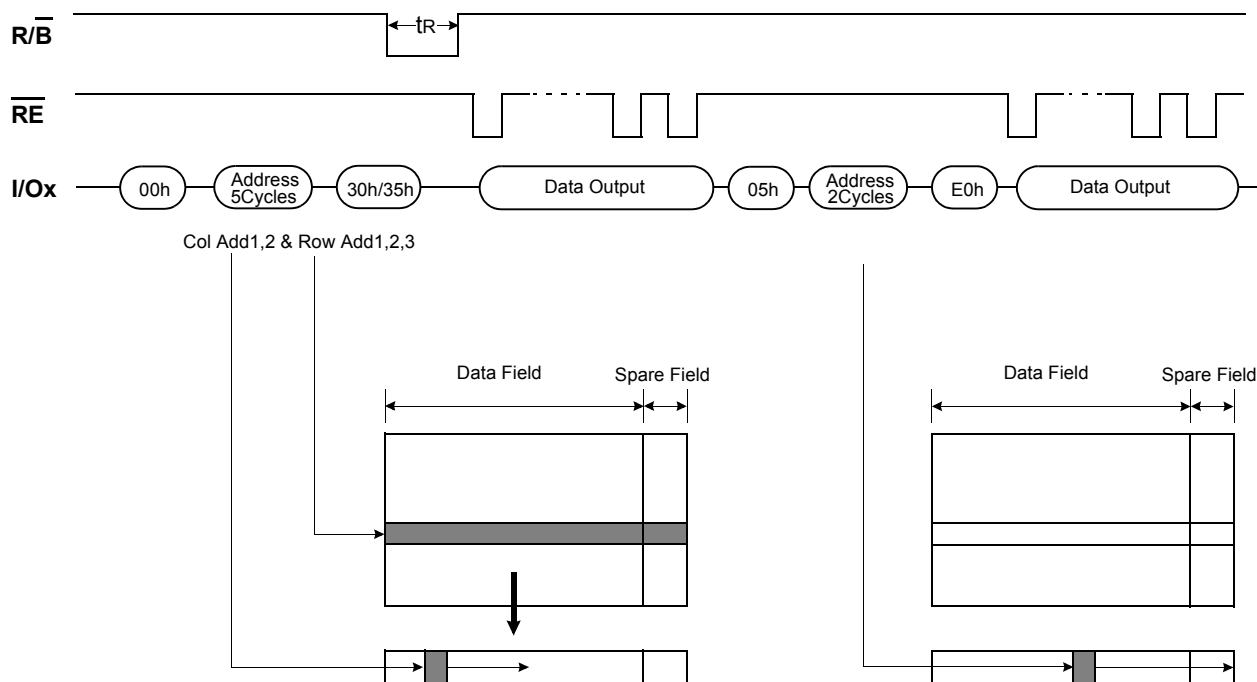 R/B̅
tR
R̅E̅
I/Ox
00h
Address
5Cycles
30h/35h
Data Output
05h
Address
2Cycles
E0h
Data Output
Col Add1,2 & Row Add1,2,3
Data Field
Spare Field
Data Field
Spare Field